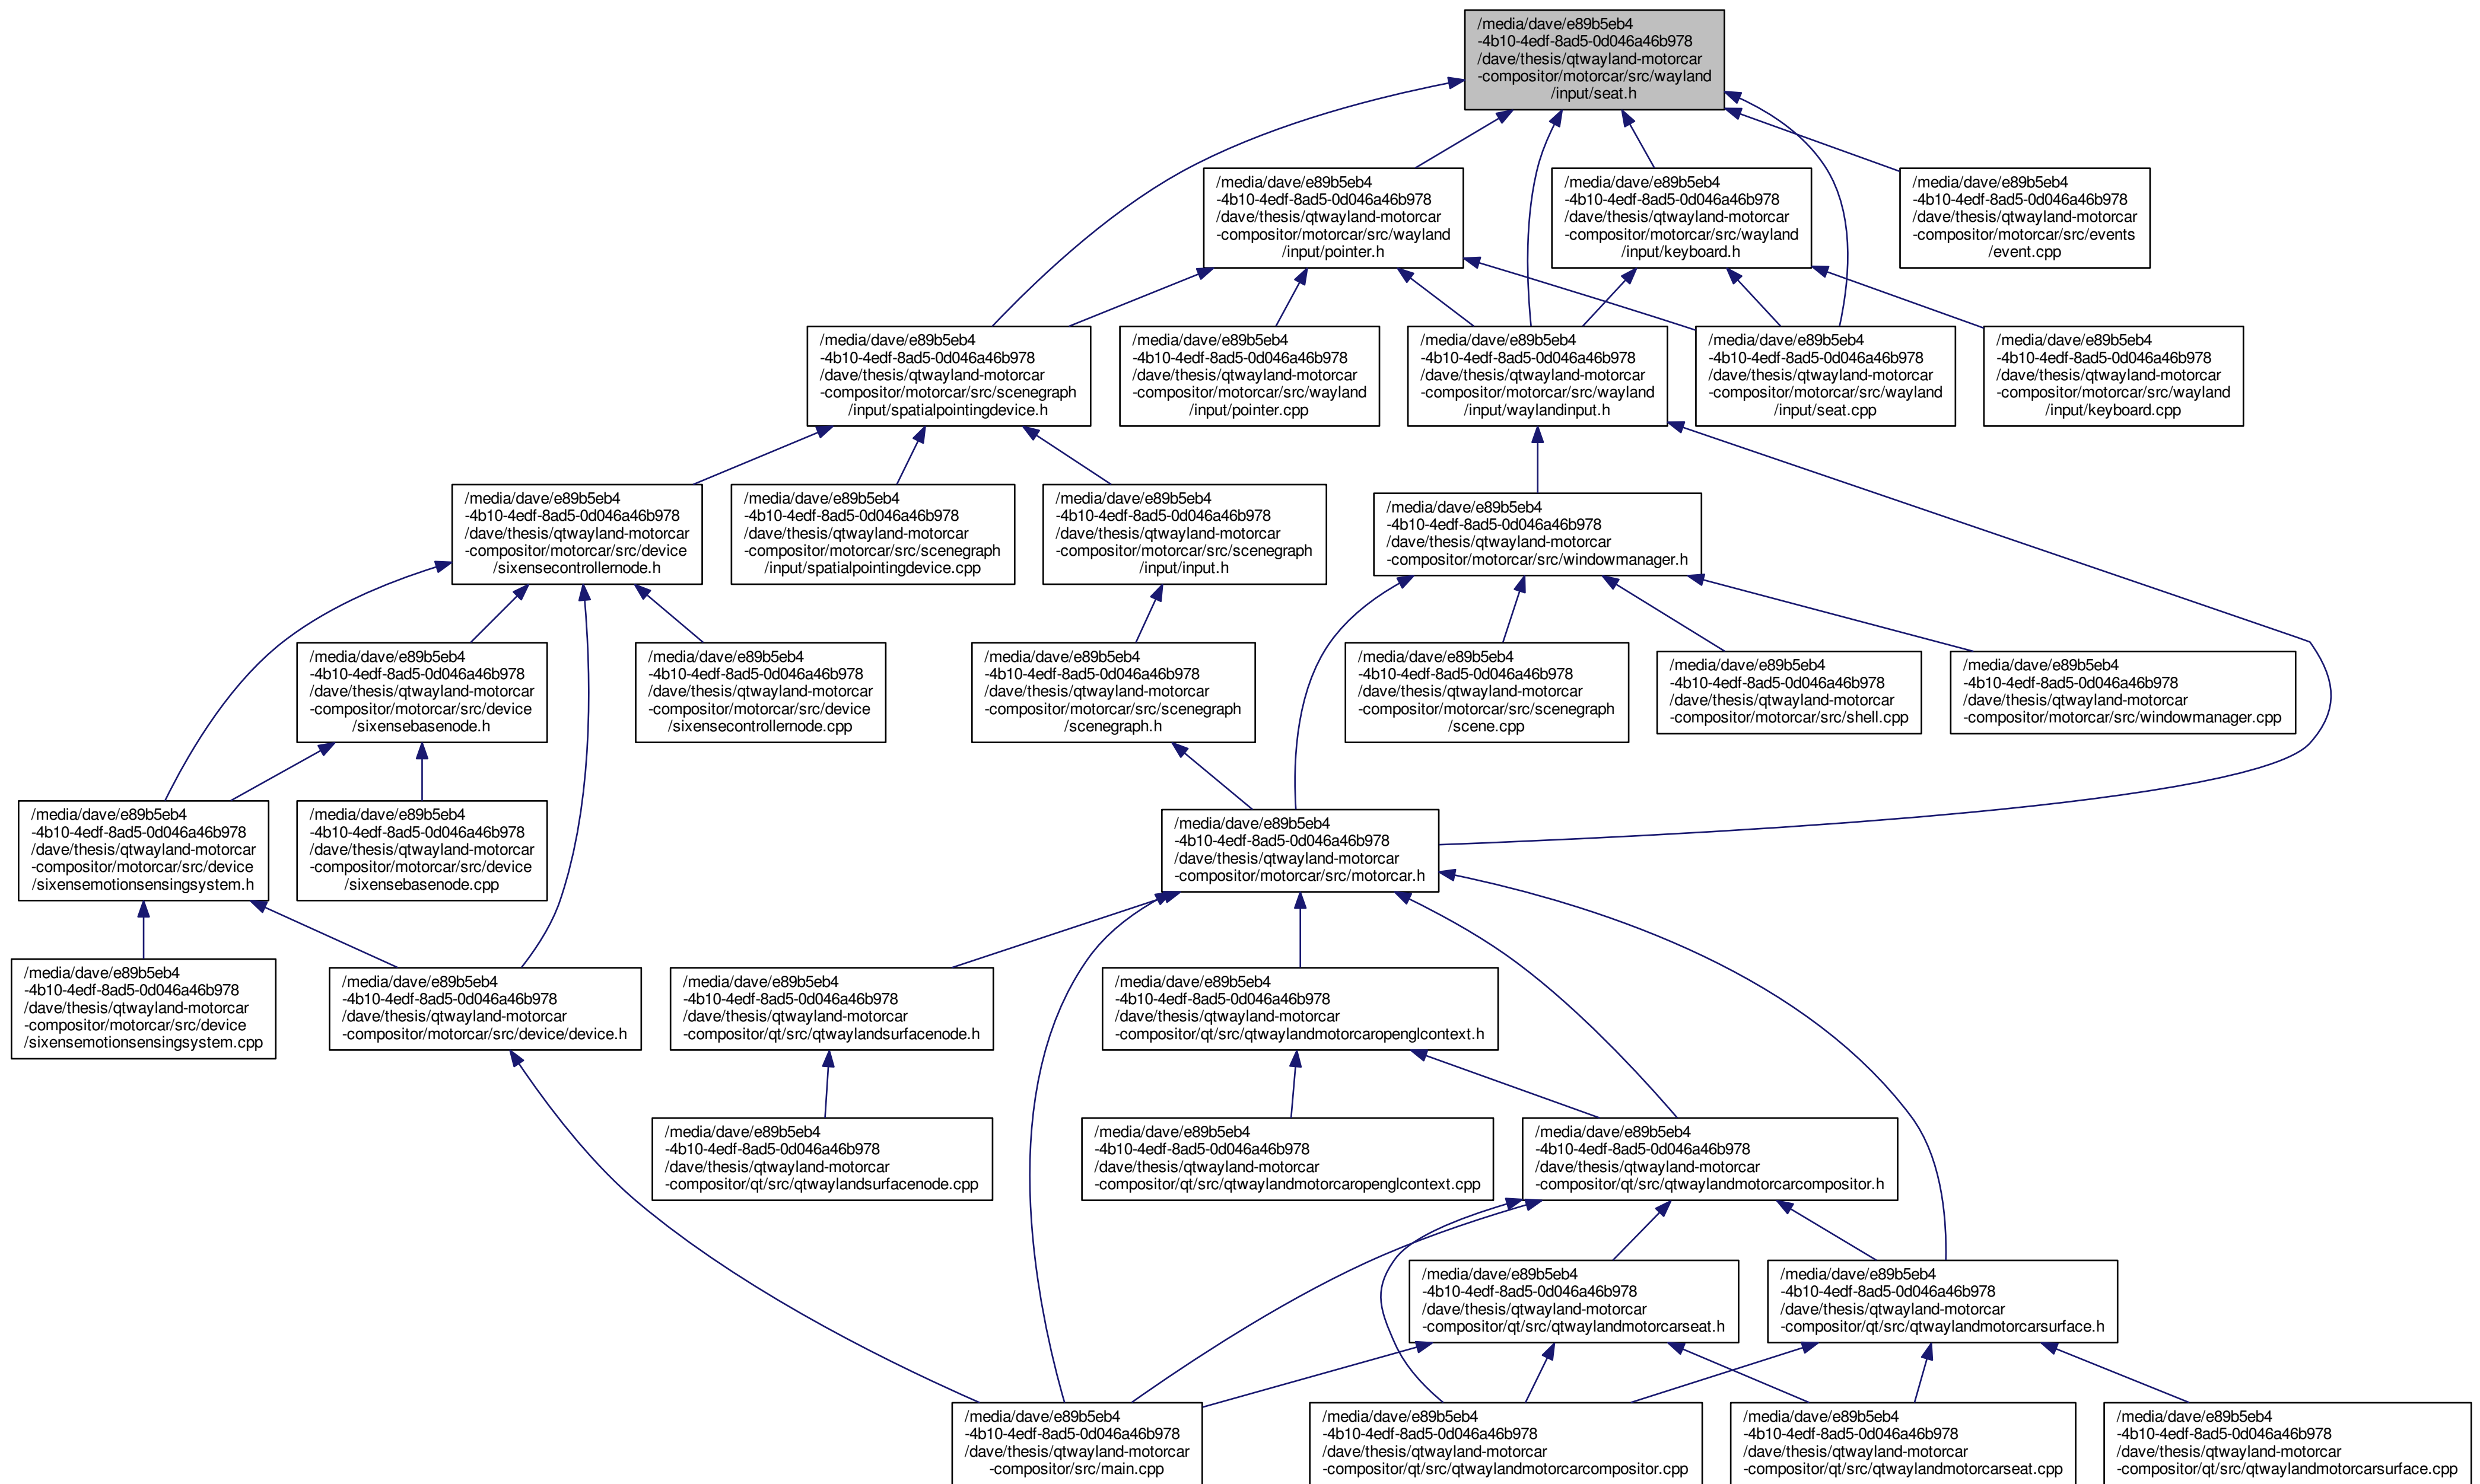 /media/dave/e89b5eb4
-4b10-4edf-8ad5-0d046a46b978
/dave/thesis/qtwayland-motorcar
-compositor/motorcar/src/wayland
/input/seat.h
/media/dave/e89b5eb4
-4b10-4edf-8ad5-0d046a46b978
/dave/thesis/qtwayland-motorcar
-compositor/motorcar/src/wayland
/input/pointer.h
/media/dave/e89b5eb4
-4b10-4edf-8ad5-0d046a46b978
/dave/thesis/qtwayland-motorcar
-compositor/motorcar/src/wayland
/input/keyboard.h
/media/dave/e89b5eb4
-4b10-4edf-8ad5-0d046a46b978
/dave/thesis/qtwayland-motorcar
-compositor/motorcar/src/events
/event.cpp
/media/dave/e89b5eb4
-4b10-4edf-8ad5-0d046a46b978
/dave/thesis/qtwayland-motorcar
-compositor/motorcar/src/scenegraph
/input/spatialpointingdevice.h
/media/dave/e89b5eb4
-4b10-4edf-8ad5-0d046a46b978
/dave/thesis/qtwayland-motorcar
-compositor/motorcar/src/wayland
/input/pointer.cpp
/media/dave/e89b5eb4
-4b10-4edf-8ad5-0d046a46b978
/dave/thesis/qtwayland-motorcar
-compositor/motorcar/src/wayland
/input/waylandinput.h
/media/dave/e89b5eb4
-4b10-4edf-8ad5-0d046a46b978
/dave/thesis/qtwayland-motorcar
-compositor/motorcar/src/wayland
/input/seat.cpp
/media/dave/e89b5eb4
-4b10-4edf-8ad5-0d046a46b978
/dave/thesis/qtwayland-motorcar
-compositor/motorcar/src/wayland
/input/keyboard.cpp
/media/dave/e89b5eb4
-4b10-4edf-8ad5-0d046a46b978
/dave/thesis/qtwayland-motorcar
-compositor/motorcar/src/device
/sixensecontrollernode.h
/media/dave/e89b5eb4
-4b10-4edf-8ad5-0d046a46b978
/dave/thesis/qtwayland-motorcar
-compositor/motorcar/src/scenegraph
/input/spatialpointingdevice.cpp
/media/dave/e89b5eb4
-4b10-4edf-8ad5-0d046a46b978
/dave/thesis/qtwayland-motorcar
-compositor/motorcar/src/scenegraph
/input/input.h
/media/dave/e89b5eb4
-4b10-4edf-8ad5-0d046a46b978
/dave/thesis/qtwayland-motorcar
-compositor/motorcar/src/windowmanager.h
/media/dave/e89b5eb4
-4b10-4edf-8ad5-0d046a46b978
/dave/thesis/qtwayland-motorcar
-compositor/motorcar/src/device
/sixensebasenode.h
/media/dave/e89b5eb4
-4b10-4edf-8ad5-0d046a46b978
/dave/thesis/qtwayland-motorcar
-compositor/motorcar/src/device
/sixensecontrollernode.cpp
/media/dave/e89b5eb4
-4b10-4edf-8ad5-0d046a46b978
/dave/thesis/qtwayland-motorcar
-compositor/motorcar/src/scenegraph
/scenegraph.h
/media/dave/e89b5eb4
-4b10-4edf-8ad5-0d046a46b978
/dave/thesis/qtwayland-motorcar
-compositor/motorcar/src/scenegraph
/scene.cpp
/media/dave/e89b5eb4
-4b10-4edf-8ad5-0d046a46b978
/dave/thesis/qtwayland-motorcar
-compositor/motorcar/src/shell.cpp
/media/dave/e89b5eb4
-4b10-4edf-8ad5-0d046a46b978
/dave/thesis/qtwayland-motorcar
-compositor/motorcar/src/windowmanager.cpp
/media/dave/e89b5eb4
-4b10-4edf-8ad5-0d046a46b978
/dave/thesis/qtwayland-motorcar
-compositor/motorcar/src/device
/sixensemotionsensingsystem.h
/media/dave/e89b5eb4
-4b10-4edf-8ad5-0d046a46b978
/dave/thesis/qtwayland-motorcar
-compositor/motorcar/src/device
/sixensebasenode.cpp
/media/dave/e89b5eb4
-4b10-4edf-8ad5-0d046a46b978
/dave/thesis/qtwayland-motorcar
-compositor/motorcar/src/motorcar.h
/media/dave/e89b5eb4
-4b10-4edf-8ad5-0d046a46b978
/dave/thesis/qtwayland-motorcar
-compositor/motorcar/src/device
/sixensemotionsensingsystem.cpp
/media/dave/e89b5eb4
-4b10-4edf-8ad5-0d046a46b978
/dave/thesis/qtwayland-motorcar
-compositor/motorcar/src/device/device.h
/media/dave/e89b5eb4
-4b10-4edf-8ad5-0d046a46b978
/dave/thesis/qtwayland-motorcar
-compositor/qt/src/qtwaylandsurfacenode.h
/media/dave/e89b5eb4
-4b10-4edf-8ad5-0d046a46b978
/dave/thesis/qtwayland-motorcar
-compositor/qt/src/qtwaylandmotorcaropenglcontext.h
/media/dave/e89b5eb4
-4b10-4edf-8ad5-0d046a46b978
/dave/thesis/qtwayland-motorcar
-compositor/qt/src/qtwaylandsurfacenode.cpp
/media/dave/e89b5eb4
-4b10-4edf-8ad5-0d046a46b978
/dave/thesis/qtwayland-motorcar
-compositor/qt/src/qtwaylandmotorcaropenglcontext.cpp
/media/dave/e89b5eb4
-4b10-4edf-8ad5-0d046a46b978
/dave/thesis/qtwayland-motorcar
-compositor/qt/src/qtwaylandmotorcarcompositor.h
/media/dave/e89b5eb4
-4b10-4edf-8ad5-0d046a46b978
/dave/thesis/qtwayland-motorcar
-compositor/qt/src/qtwaylandmotorcarseat.h
/media/dave/e89b5eb4
-4b10-4edf-8ad5-0d046a46b978
/dave/thesis/qtwayland-motorcar
-compositor/qt/src/qtwaylandmotorcarsurface.h
/media/dave/e89b5eb4
-4b10-4edf-8ad5-0d046a46b978
/dave/thesis/qtwayland-motorcar
-compositor/src/main.cpp
/media/dave/e89b5eb4
-4b10-4edf-8ad5-0d046a46b978
/dave/thesis/qtwayland-motorcar
-compositor/qt/src/qtwaylandmotorcarcompositor.cpp
/media/dave/e89b5eb4
-4b10-4edf-8ad5-0d046a46b978
/dave/thesis/qtwayland-motorcar
-compositor/qt/src/qtwaylandmotorcarseat.cpp
/media/dave/e89b5eb4
-4b10-4edf-8ad5-0d046a46b978
/dave/thesis/qtwayland-motorcar
-compositor/qt/src/qtwaylandmotorcarsurface.cpp